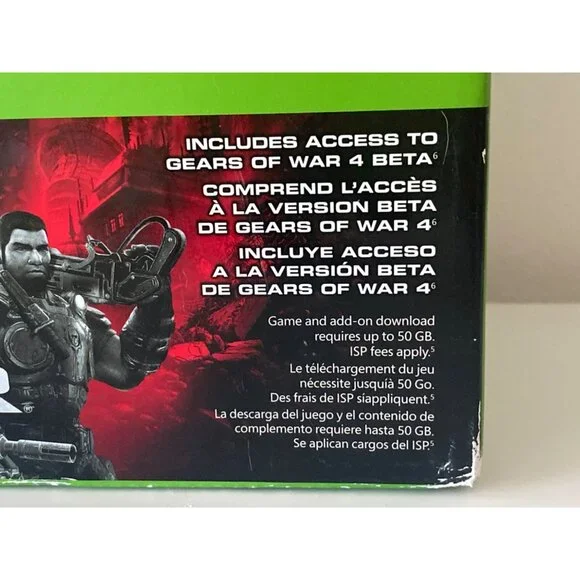 INCLUDES ACCESS TO
GEARS OF WAR 4 BETA⁶
COMPREND L'ACCÈS
À LA VERSION BETA
DE GEARS OF WAR 4⁶
INCLUYE ACCESO
A LA VERSIÓN BETA
DE GEARS OF WAR 4⁶
Game and add-on download
requires up to 50 GB.
ISP fees apply.⁵
Le téléchargement du jeu
nécessite jusquíà 50 Go.
Des frais de ISP síappliquent.⁵
La descarga del juego y el contenido de
complemento requiere hasta 50 GB.
Se aplican cargos del ISP.⁵